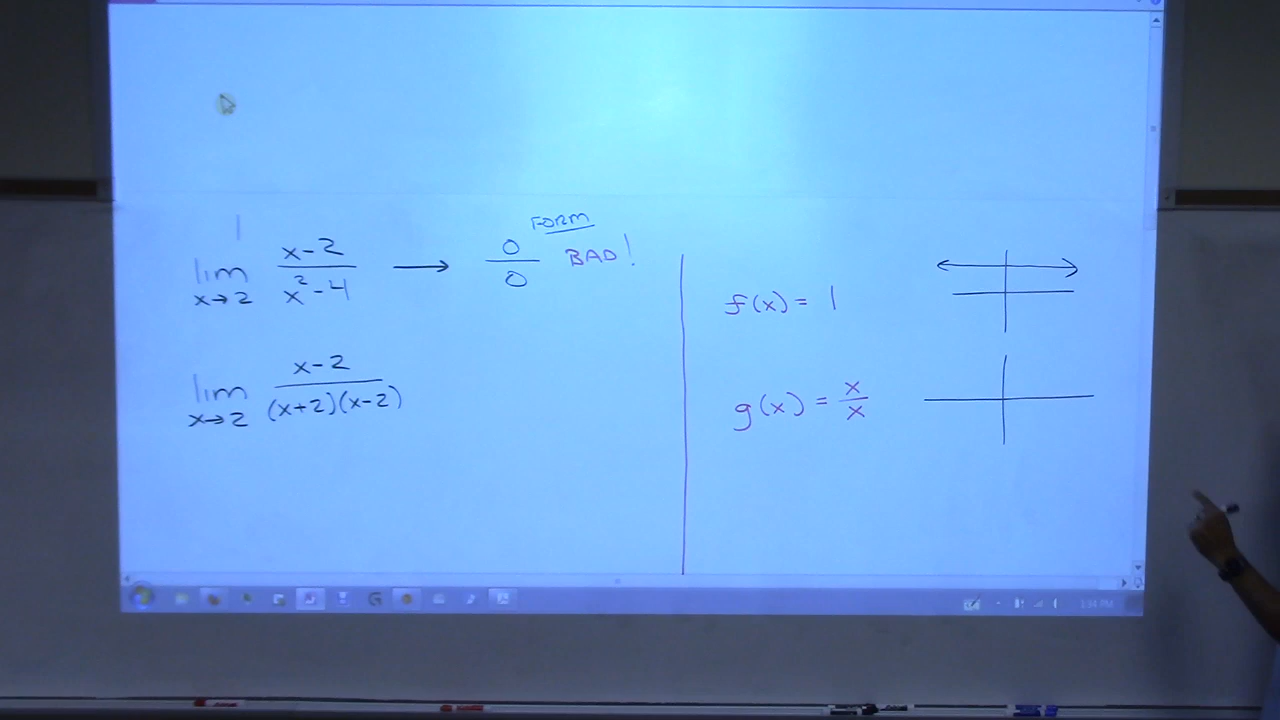 FORM
lim x→2 x-2 / x²-4 → 0/0 BAD!
lim x→2 x-2 / (x+2)(x-2)
f(x) = 1
g(x) = x/x